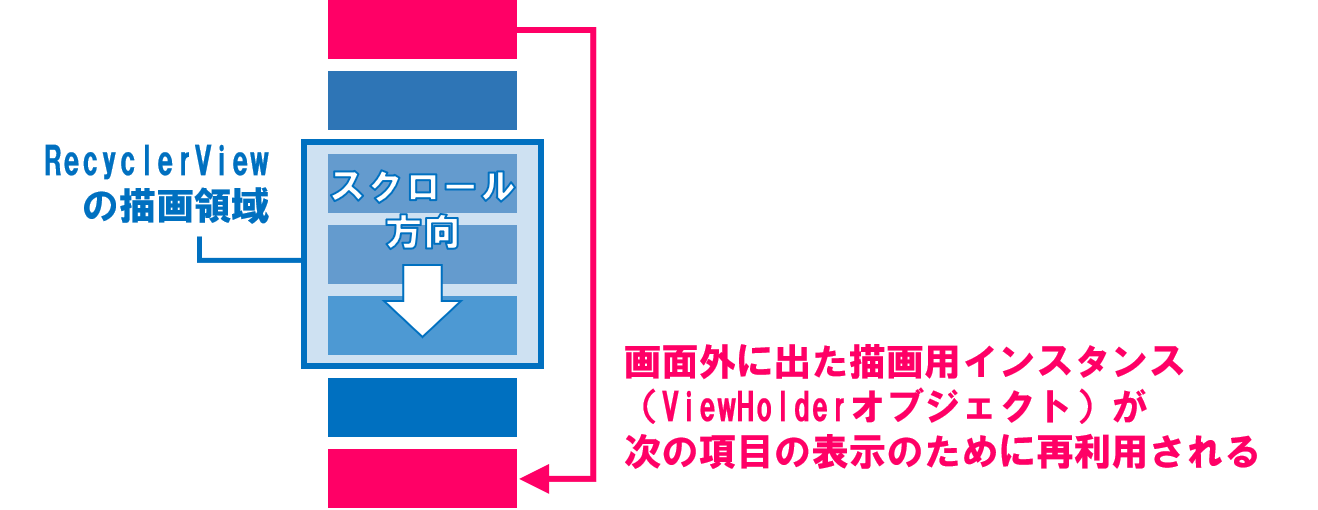 RecyclerView
の描画領域
スクロール
方向
画面外に出た描画用インスタンス
（ViewHolderオブジェクト）が
次の項目の表示のために再利用される